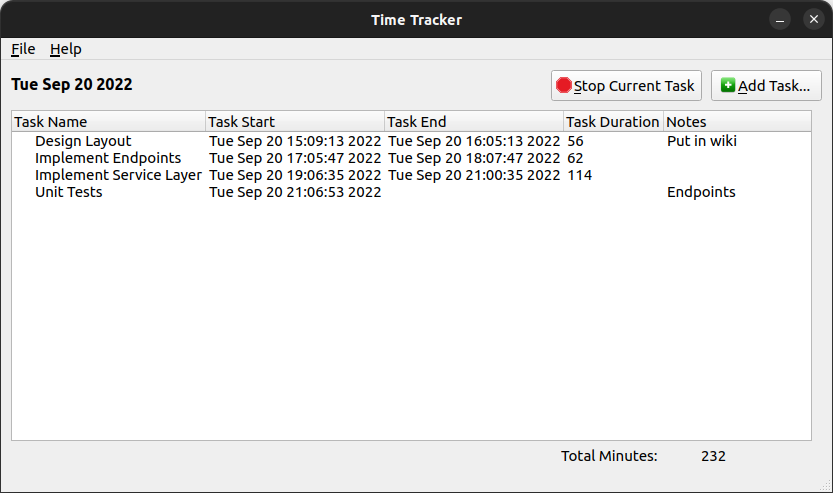 Time Tracker
File Help
Tue Sep 20 2022 Stop Current Task Add Task...
Task Name Task Start Task End Task Duration Notes
Design Layout Tue Sep 20 15:09:13 2022 Tue Sep 20 16:05:13 2022 56 Put in wiki
Implement Endpoints Tue Sep 20 17:05:47 2022 Tue Sep 20 18:07:47 2022 62
Implement Service Layer Tue Sep 20 19:06:35 2022 Tue Sep 20 21:00:35 2022 114
Unit Tests Tue Sep 20 21:06:53 2022 Endpoints
Total Minutes: 232